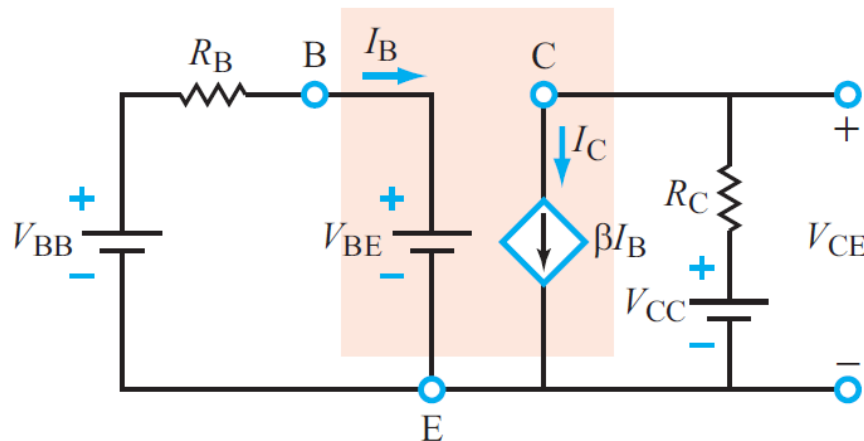 R_B
B
I_B
C
+
I_C
R_C
+
V_BB
−
+
V_BE
−
βI_B
+
V_CC
−
V_CE
+
−
E